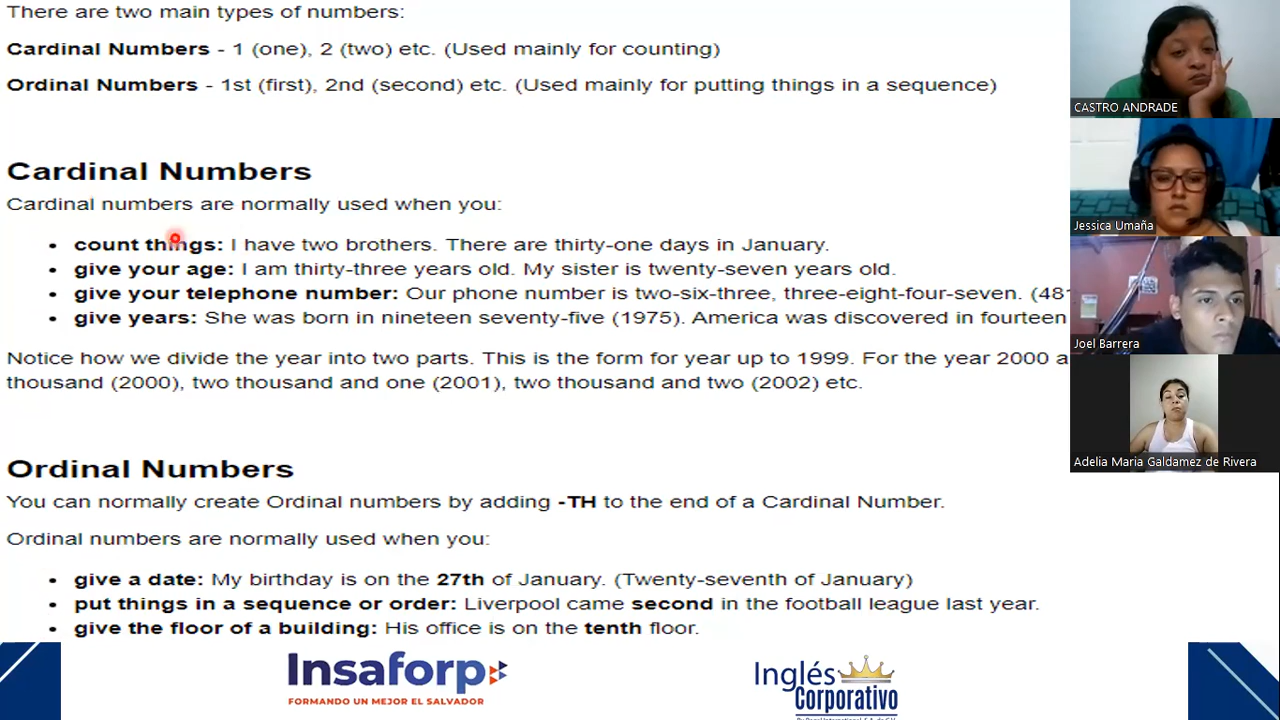 There are two main types of numbers:
Cardinal Numbers - 1 (one), 2 (two) etc. (Used mainly for counting)
Ordinal Numbers - 1st (first), 2nd (second) etc. (Used mainly for putting things in a sequence)
Cardinal Numbers
Cardinal numbers are normally used when you:
• count things: I have two brothers. There are thirty-one days in January.
• give your age: I am thirty-three years old. My sister is twenty-seven years old.
• give your telephone number: Our phone number is two-six-three, three-eight-four-seven. (481
• give years: She was born in nineteen seventy-five (1975). America was discovered in fourteen
Notice how we divide the year into two parts. This is the form for year up to 1999. For the year 2000 a
thousand (2000), two thousand and one (2001), two thousand and two (2002) etc.
Ordinal Numbers
You can normally create Ordinal numbers by adding -TH to the end of a Cardinal Number.
Ordinal numbers are normally used when you:
• give a date: My birthday is on the 27th of January. (Twenty-seventh of January)
• put things in a sequence or order: Liverpool came second in the football league last year.
• give the floor of a building: His office is on the tenth floor.
Insaforp
FORMANDO UN MEJOR EL SALVADOR
Inglés
Corporativo
CASTRO ANDRADE
Jessica Umaña
Joel Barrera
Adelia Maria Galdamez de Rivera